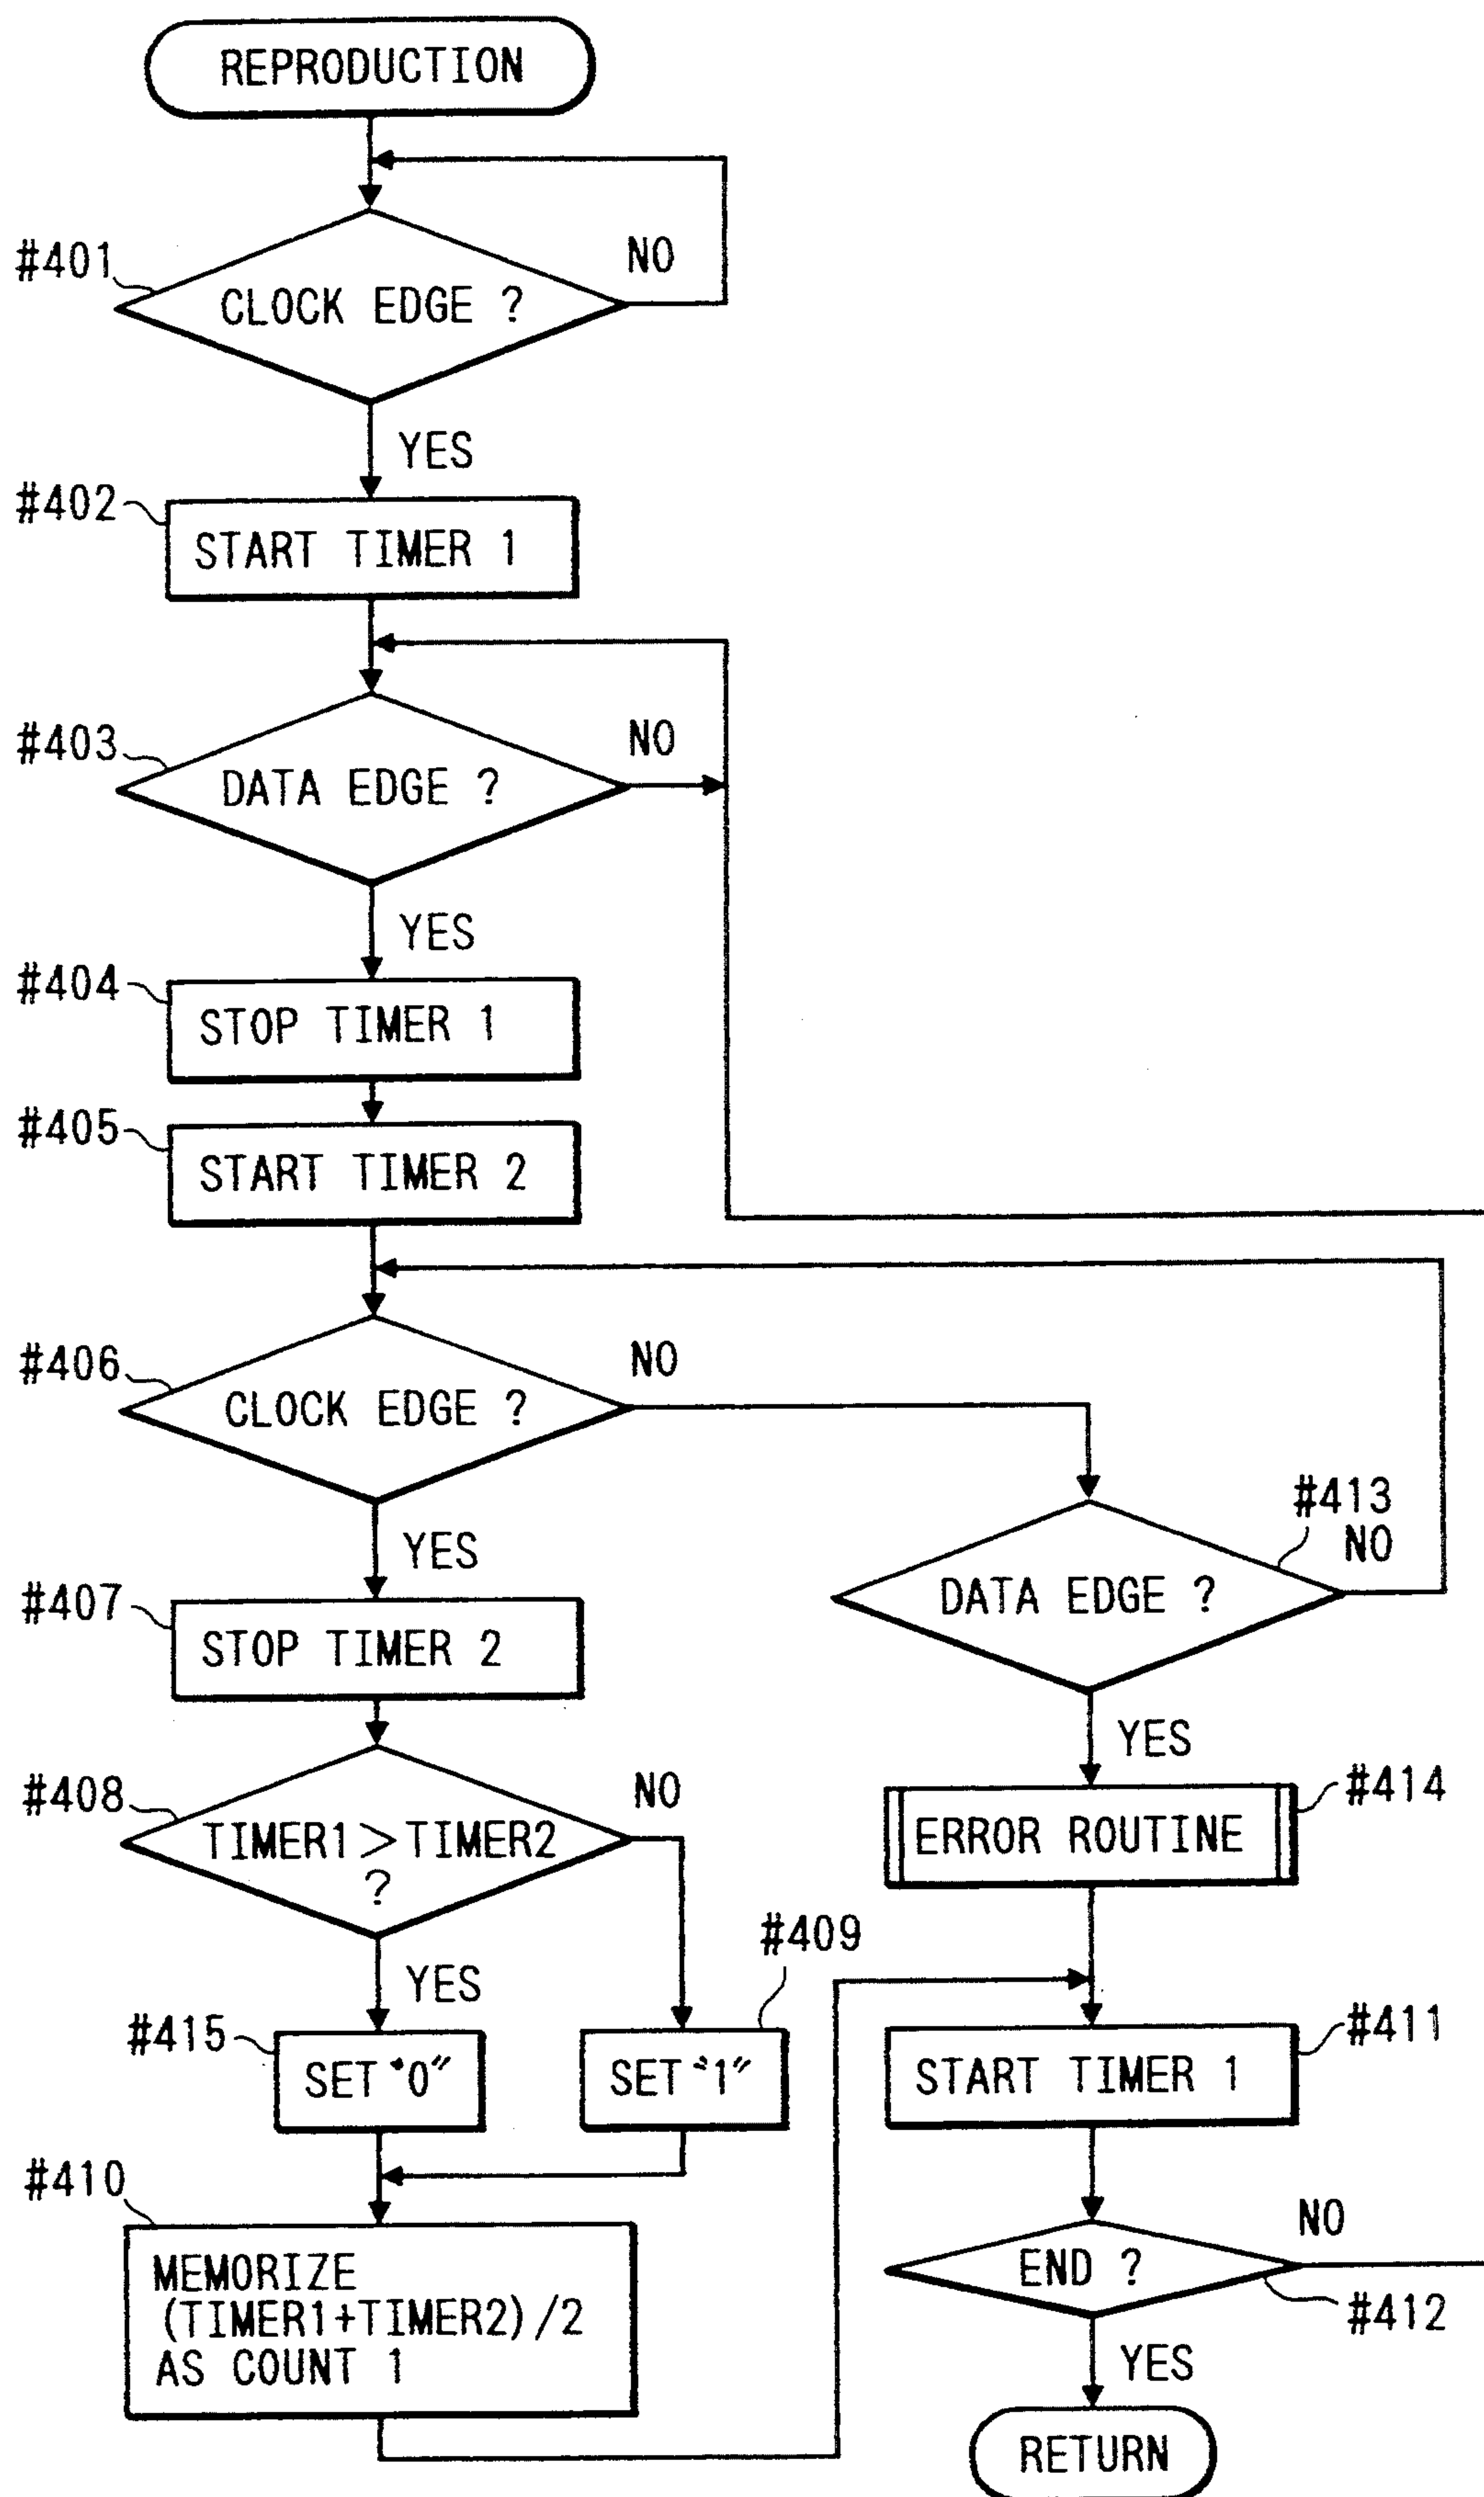 REPRODUCTION
#401
CLOCK EDGE ?
NO
YES
#402
START TIMER 1
#403
DATA EDGE ?
NO
YES
#404
STOP TIMER 1
#405
START TIMER 2
#406
CLOCK EDGE ?
NO
YES
#407
STOP TIMER 2
#408
TIMER1>TIMER2
?
NO
YES
#415
SET "0"
#409
SET "1"
#410
MEMORIZE
(TIMER1+TIMER2)/2
AS COUNT 1
#413
NO
DATA EDGE ?
YES
#414
ERROR ROUTINE
#411
START TIMER 1
NO
END ?
#412
YES
RETURN